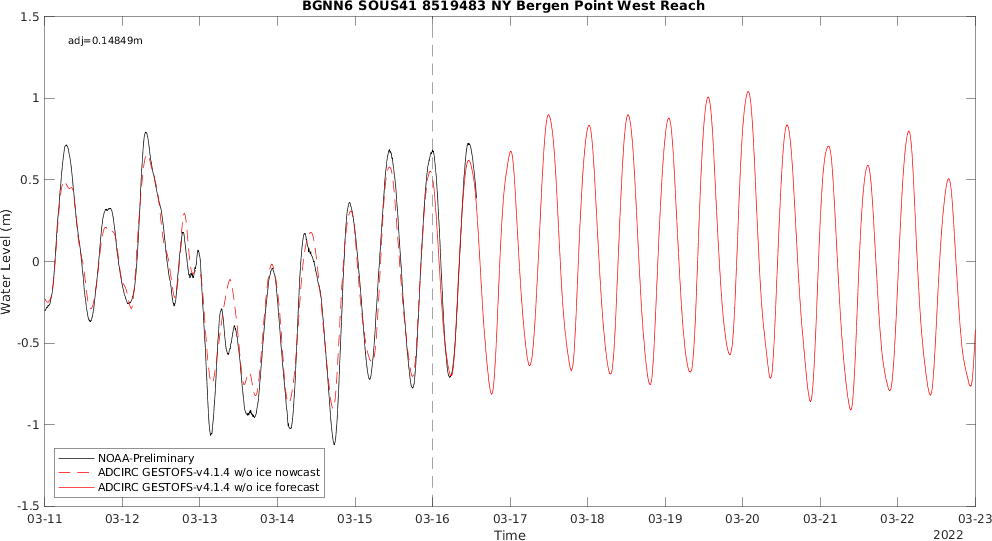 BGNN6 SOUS41 8519483 NY Bergen Point West Reach
1.5
adj=0.14849m
1
0.5
Water Level (m)
0
-0.5
-1
NOAA-Preliminary
ADCIRC GESTOFS-v4.1.4 w/o ice nowcast
ADCIRC GESTOFS-v4.1.4 w/o ice forecast
-1.5
03-11 03-12 03-13 03-14 03-15 03-16 03-17 03-18 03-19 03-20 03-21 03-22 03-23
Time
2022